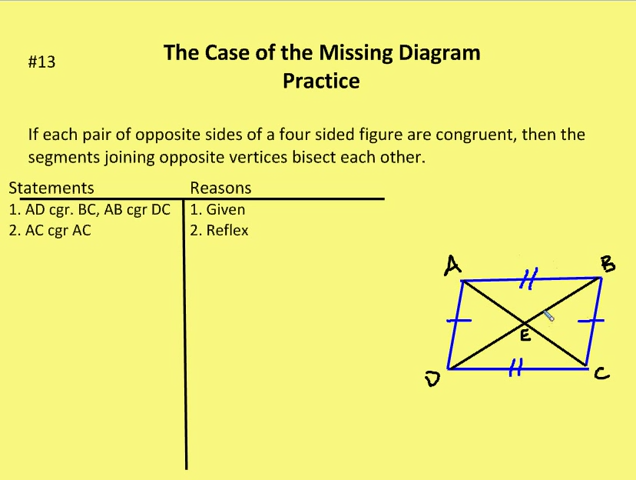 #13
The Case of the Missing Diagram
Practice
If each pair of opposite sides of a four sided figure are congruent, then the
segments joining opposite vertices bisect each other.
Statements Reasons
1. AD cgr. BC, AB cgr DC 1. Given
2. AC cgr AC 2. Reflex
A B
E
D C